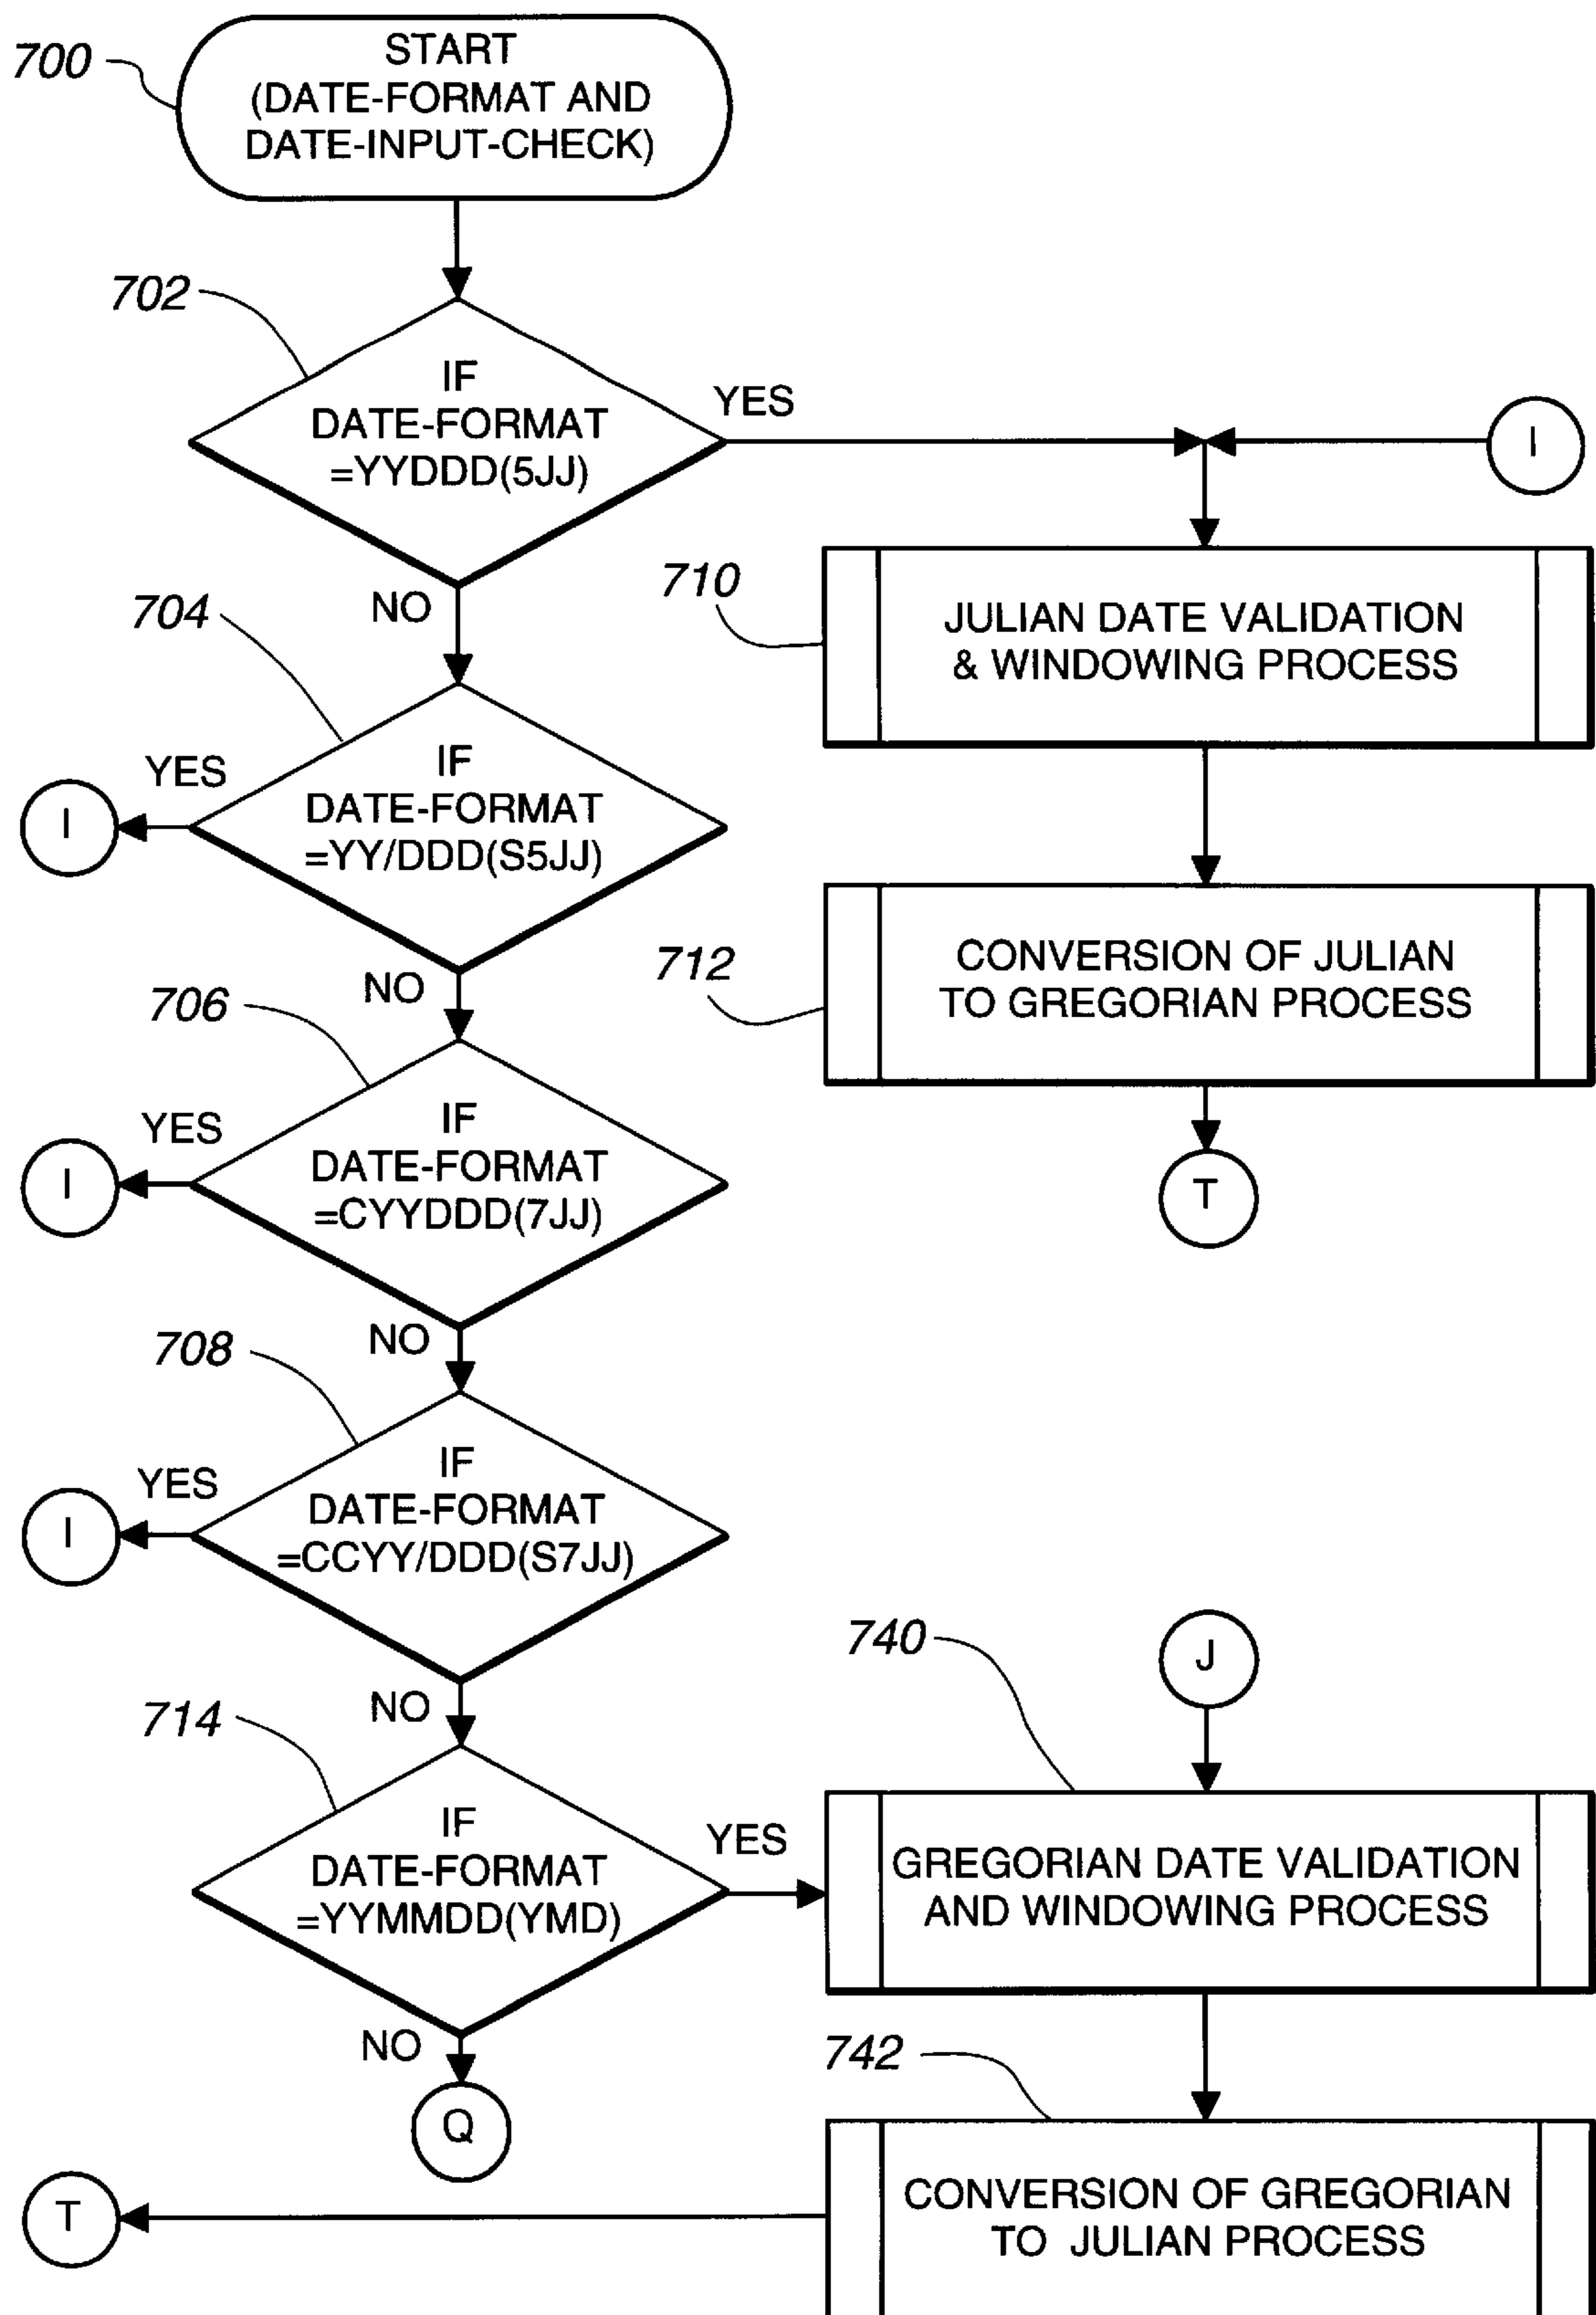 700
START
(DATE-FORMAT AND
DATE-INPUT-CHECK)
702
IF
DATE-FORMAT
=YYDDD(5JJ)
YES
I
NO
710
JULIAN DATE VALIDATION
& WINDOWING PROCESS
704
IF
DATE-FORMAT
=YY/DDD(S5JJ)
YES
I
NO
712
CONVERSION OF JULIAN
TO GREGORIAN PROCESS
T
706
IF
DATE-FORMAT
=CYYDDD(7JJ)
YES
I
NO
708
IF
DATE-FORMAT
=CCYY/DDD(S7JJ)
YES
I
NO
714
IF
DATE-FORMAT
=YYMMDD(YMD)
YES
NO
Q
J
740
GREGORIAN DATE VALIDATION
AND WINDOWING PROCESS
742
CONVERSION OF GREGORIAN
TO JULIAN PROCESS
T